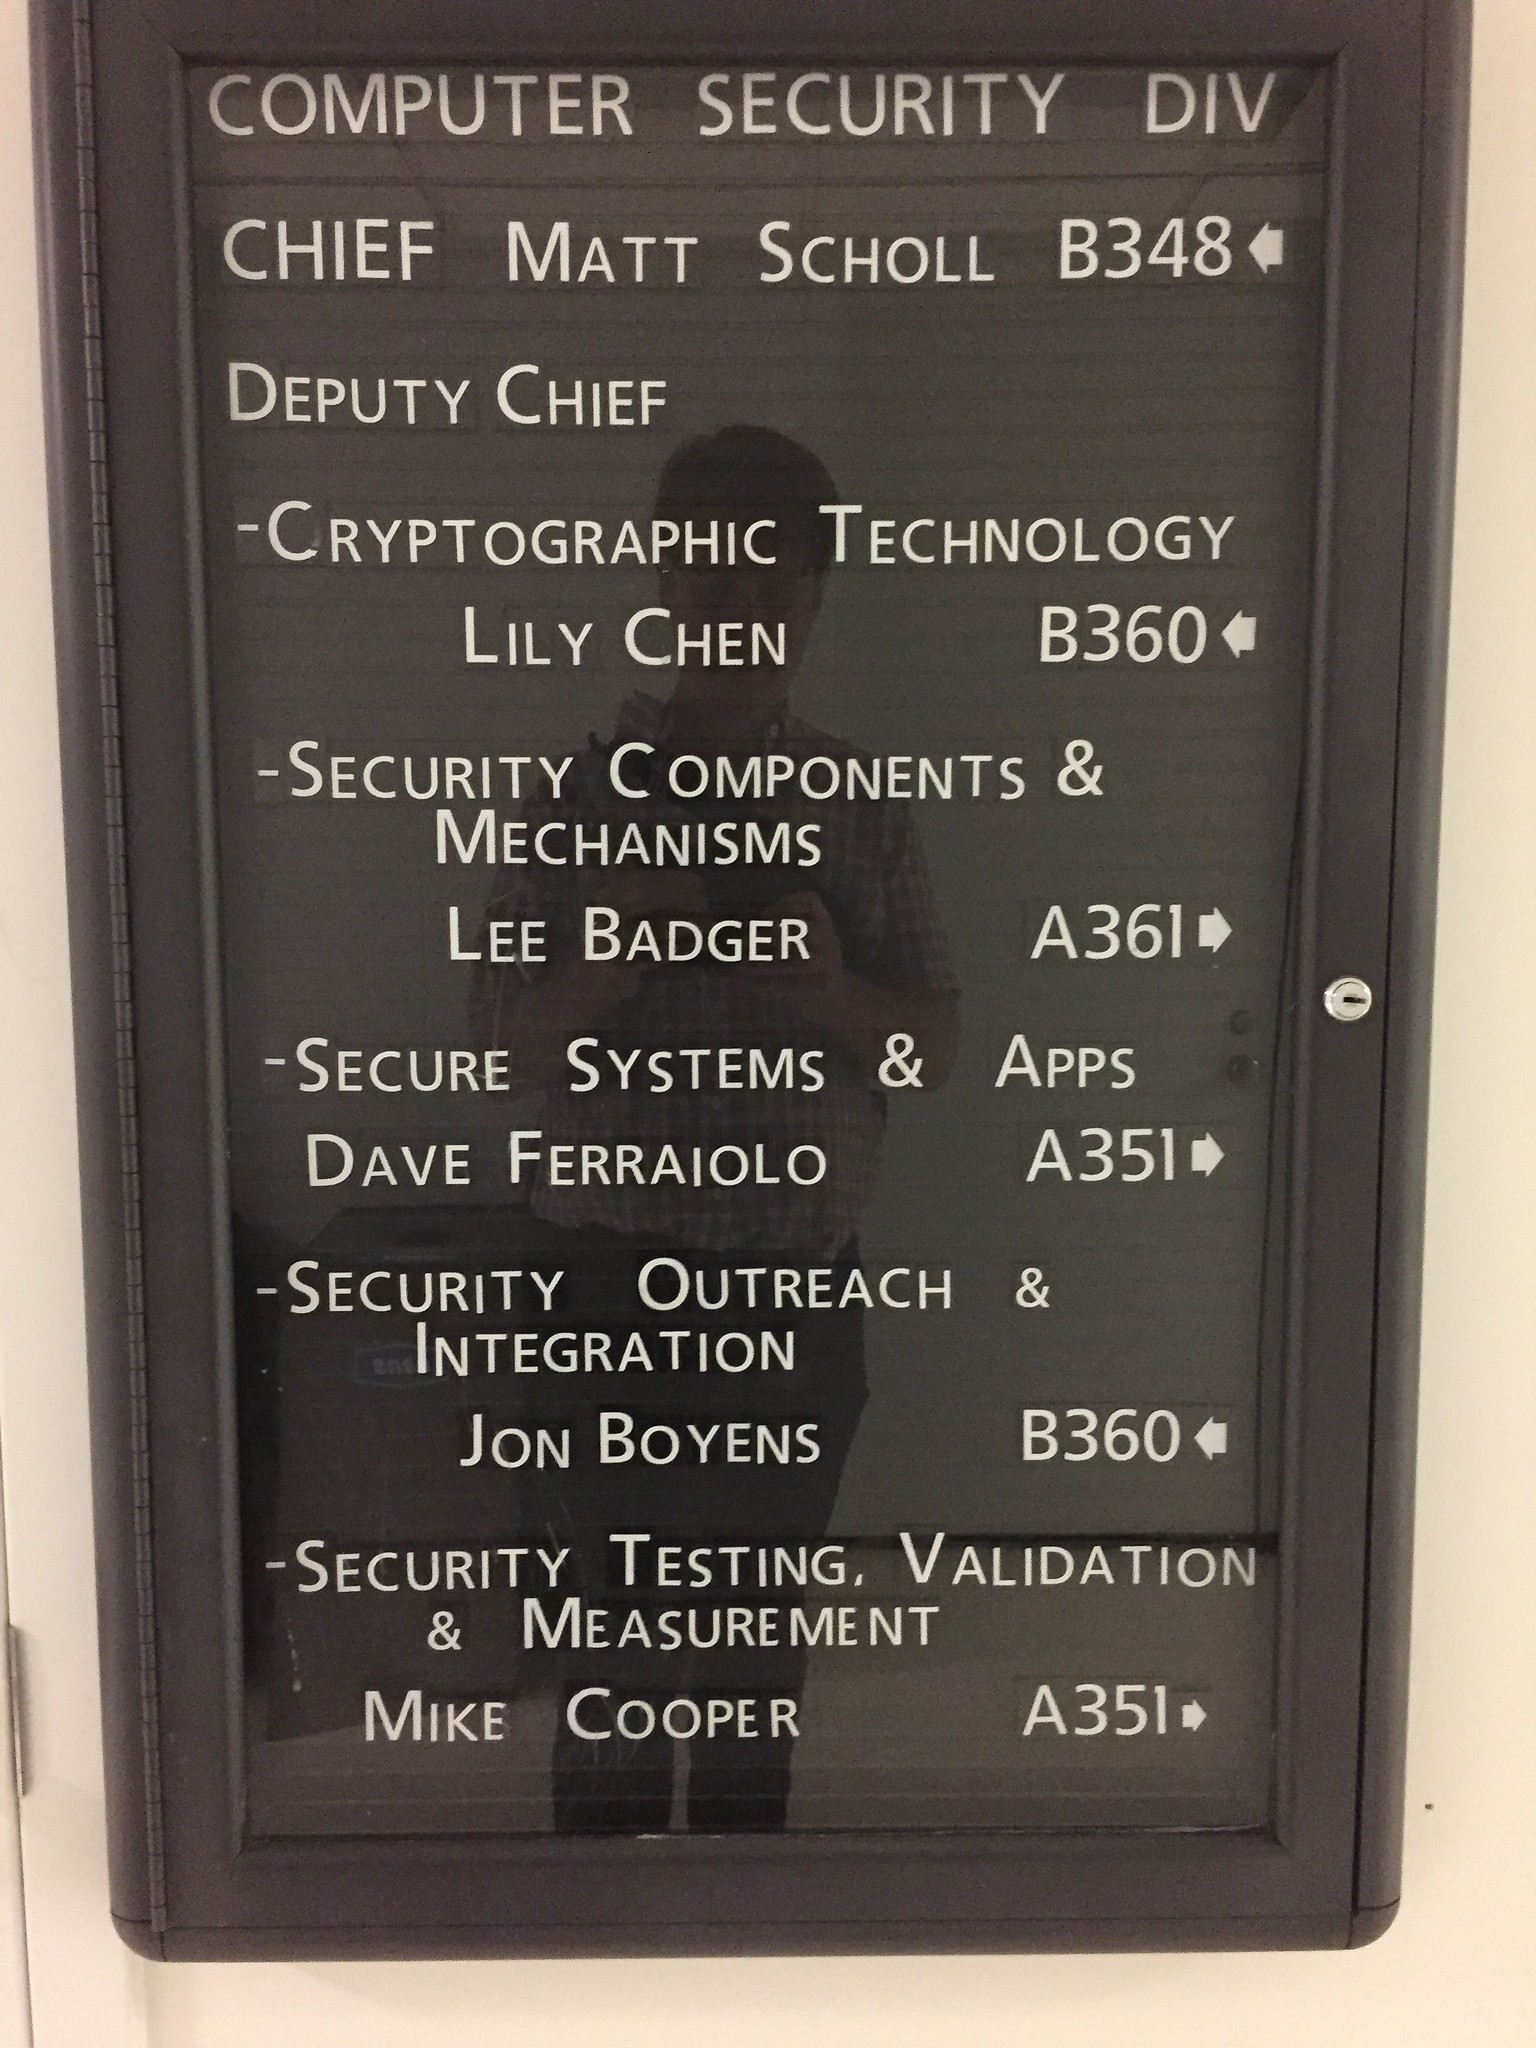 COMPUTER SECURITY DIV
CHIEF MATT SCHOLL B348
DEPUTY CHIEF
-CRYPTOGRAPHIC TECHNOLOGY
LILY CHEN B360
-SECURITY COMPONENTS &
MECHANISMS
LEE BADGER A361
-SECURE SYSTEMS & APPS
DAVE FERRAIOLO A351
-SECURITY OUTREACH &
INTEGRATION
JON BOYENS B360
-SECURITY TESTING, VALIDATION
& MEASUREMENT
MIKE COOPER A351